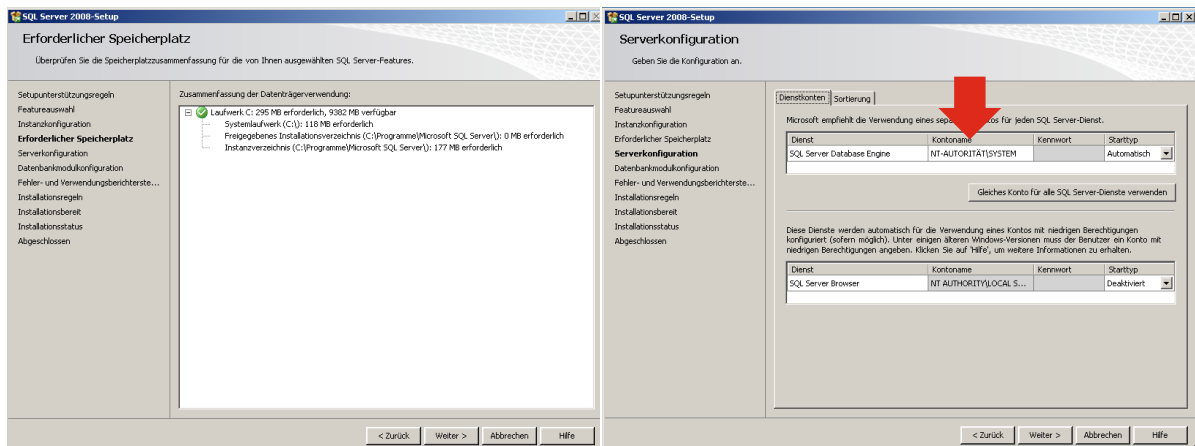 SQL Server 2008-Setup
Erforderlicher Speicherplatz
Überprüfen Sie die Speicherplatzzusammenfassung für die von Ihnen ausgewählten SQL Server-Features.
Setupunterstützungsregeln
Featureauswahl
Instanzkonfiguration
Erforderlicher Speicherplatz
Serverkonfiguration
Datenbankmodulkonfiguration
Fehler- und Verwendungsberichterste...
Installationsregeln
Installationsbereit
Installationsstatus
Abgeschlossen
Zusammenfassung der Datenträgerverwendung:
Laufwerk C: 295 MB erforderlich, 9382 MB verfügbar
Systemlaufwerk (C:\): 118 MB erforderlich
Freigegebenes Installationsverzeichnis (C:\Programme\Microsoft SQL Server\): 0 MB erforderlich
Instanzverzeichnis (C:\Programme\Microsoft SQL Server\): 177 MB erforderlich
< Zurück Weiter > Abbrechen Hilfe
SQL Server 2008-Setup
Serverkonfiguration
Geben Sie die Konfiguration an.
Setupunterstützungsregeln
Featureauswahl
Instanzkonfiguration
Erforderlicher Speicherplatz
Serverkonfiguration
Datenbankmodulkonfiguration
Fehler- und Verwendungsberichterste...
Installationsregeln
Installationsbereit
Installationsstatus
Abgeschlossen
Dienstkonten Sortierung
Microsoft empfiehlt die Verwendung eines für jeden SQL Server-Dienst.
Dienst Kontoname Kennwort Starttyp
SQL Server Database Engine NT-AUTORITÄT\SYSTEM Automatisch
Gleiches Konto für alle SQL Server-Dienste verwenden
Diese Dienste werden automatisch für die Verwendung eines Kontos mit niedrigen Berechtigungen
konfiguriert (sofern möglich). Unter einigen älteren Windows-Versionen muss der Benutzer ein Konto mit
niedrigen Berechtigungen angeben. Klicken Sie auf 'Hilfe', um weitere Informationen zu erhalten.
Dienst Kontoname Kennwort Starttyp
SQL Server Browser NT AUTHORITY\LOCAL S... Deaktiviert
< Zurück Weiter > Abbrechen Hilfe